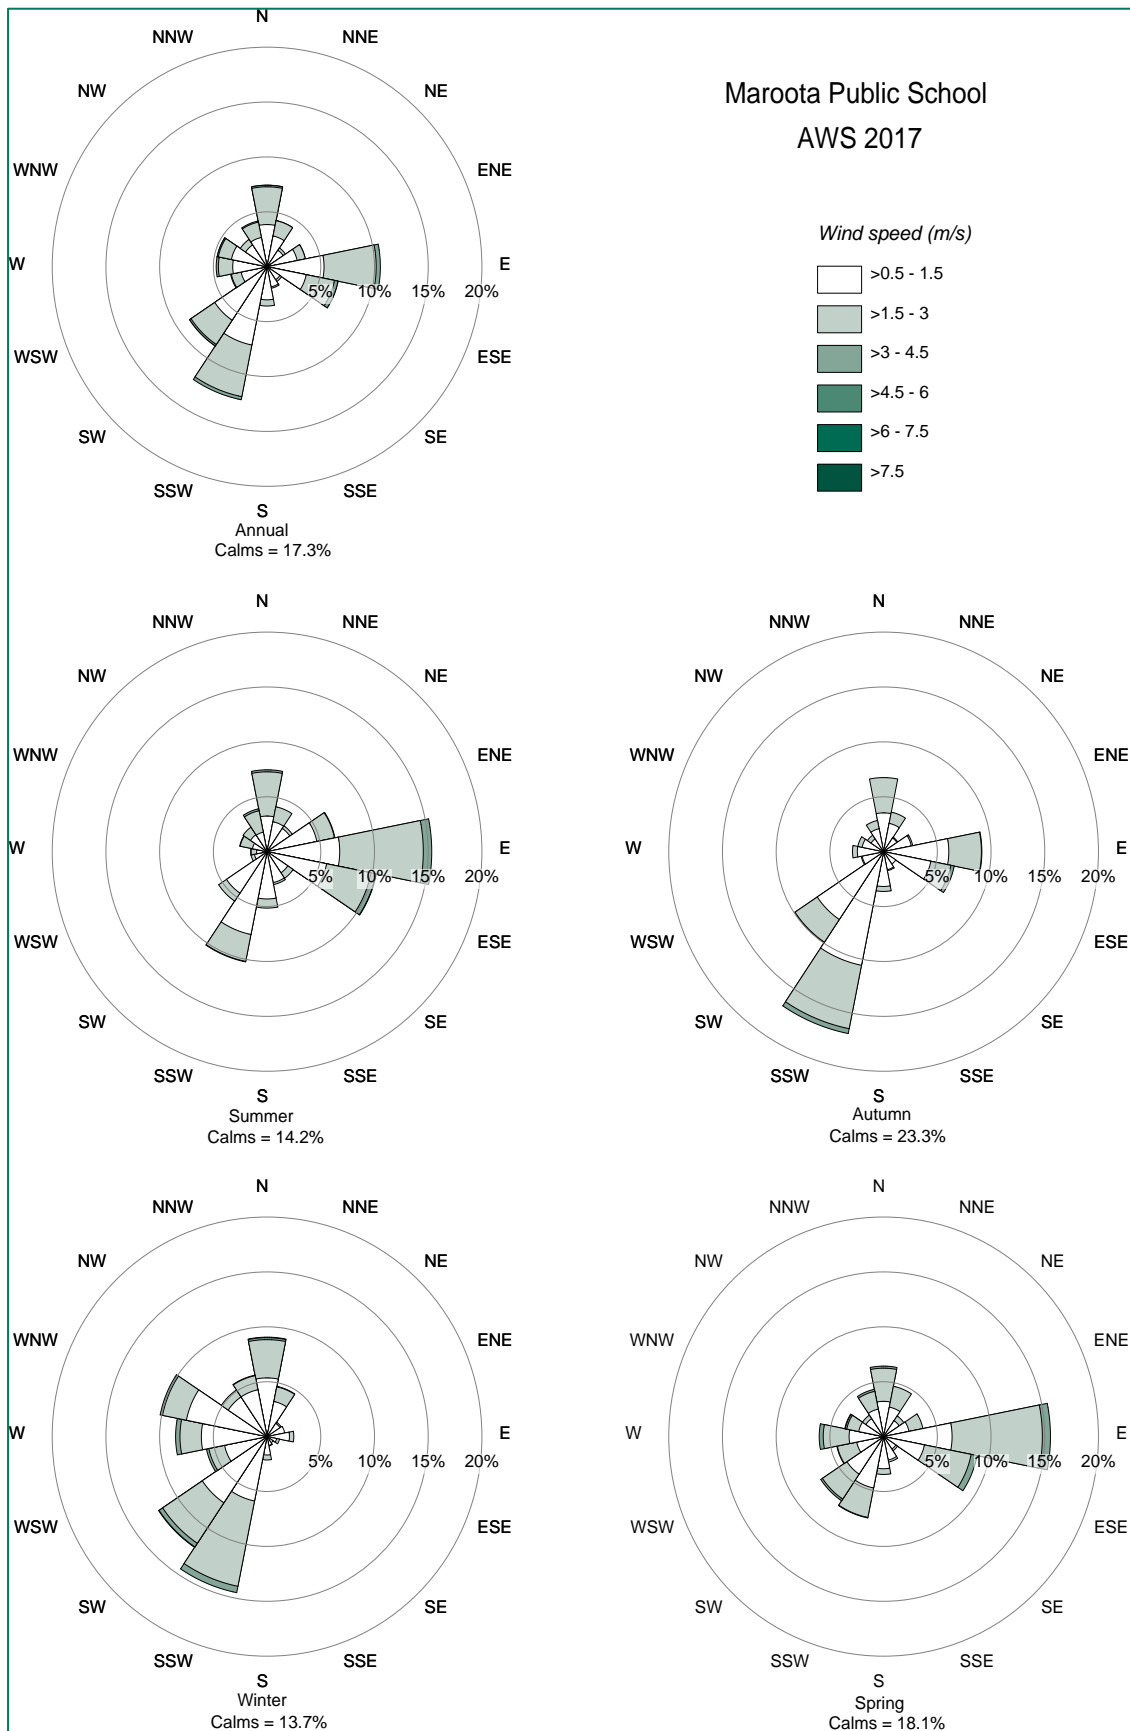 Maroota Public School
AWS 2017
Wind speed (m/s)
>0.5 - 1.5
>1.5 - 3
>3 - 4.5
>4.5 - 6
>6 - 7.5
>7.5
N
NNW NNE
NW NE
WNW ENE
W E
5% 10% 15% 20%
WSW ESE
SW SE
SSW SSE
S
Annual
Calms = 17.3%
N
NNW NNE
NW NE
WNW ENE
W E
5% 10% 15% 20%
WSW ESE
SW SE
SSW SSE
S
Summer
Calms = 14.2%
N
NNW NNE
NW NE
WNW ENE
W E
5% 10% 15% 20%
WSW ESE
SW SE
SSW SSE
S
Autumn
Calms = 23.3%
N
NNW NNE
NW NE
WNW ENE
W E
5% 10% 15% 20%
WSW ESE
SW SE
SSW SSE
S
Winter
Calms = 13.7%
N
NNW NNE
NW NE
WNW ENE
W E
5% 10% 15% 20%
WSW ESE
SW SE
SSW SSE
S
Spring
Calms = 18.1%